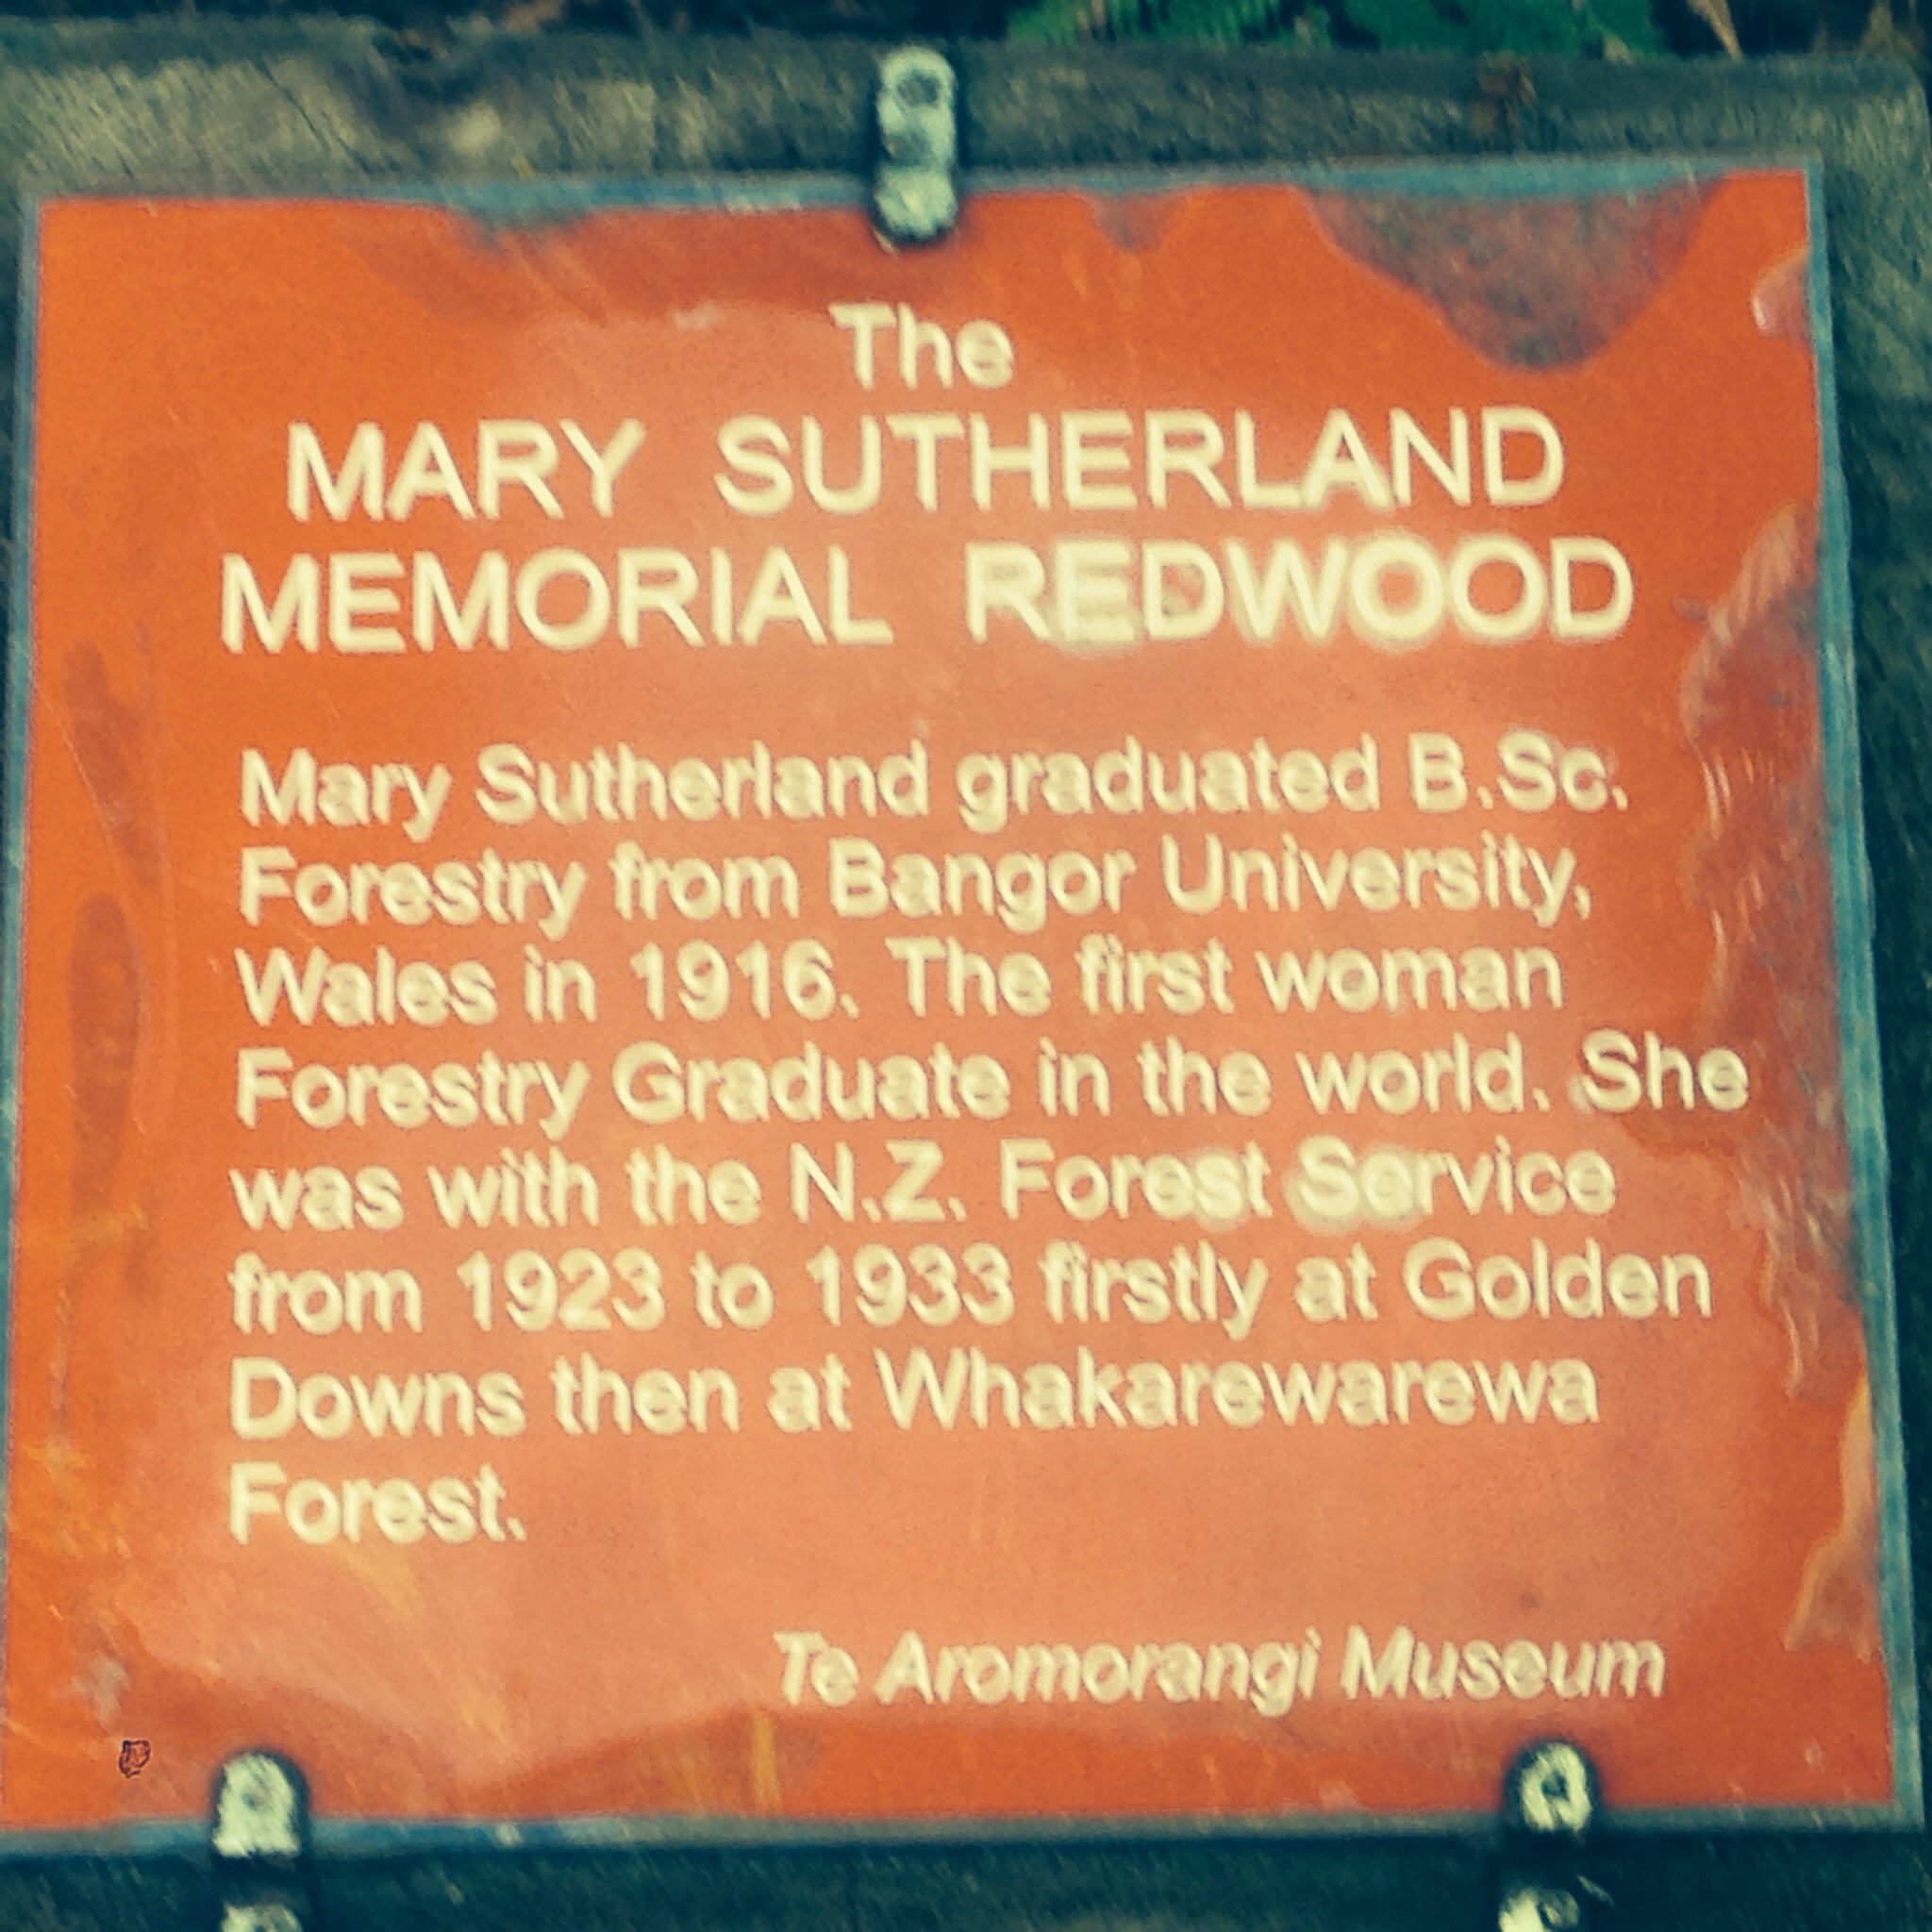 The
MARY SUTHERLAND
MEMORIAL REDWOOD
Mary Sutherland graduated B.Sc.
Forestry from Bangor University,
Wales in 1916. The first woman
Forestry Graduate in the world. She
was with the N.Z. Forest Service
from 1923 to 1933 firstly at Golden
Downs then at Whakarewarewa
Forest.
Te Aromorangi Museum